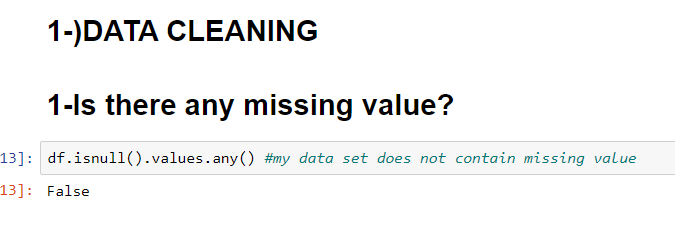 1-)DATA CLEANING
1-Is there any missing value?
13]: df.isnull().values.any() #my data set does not contain missing value
13]: False